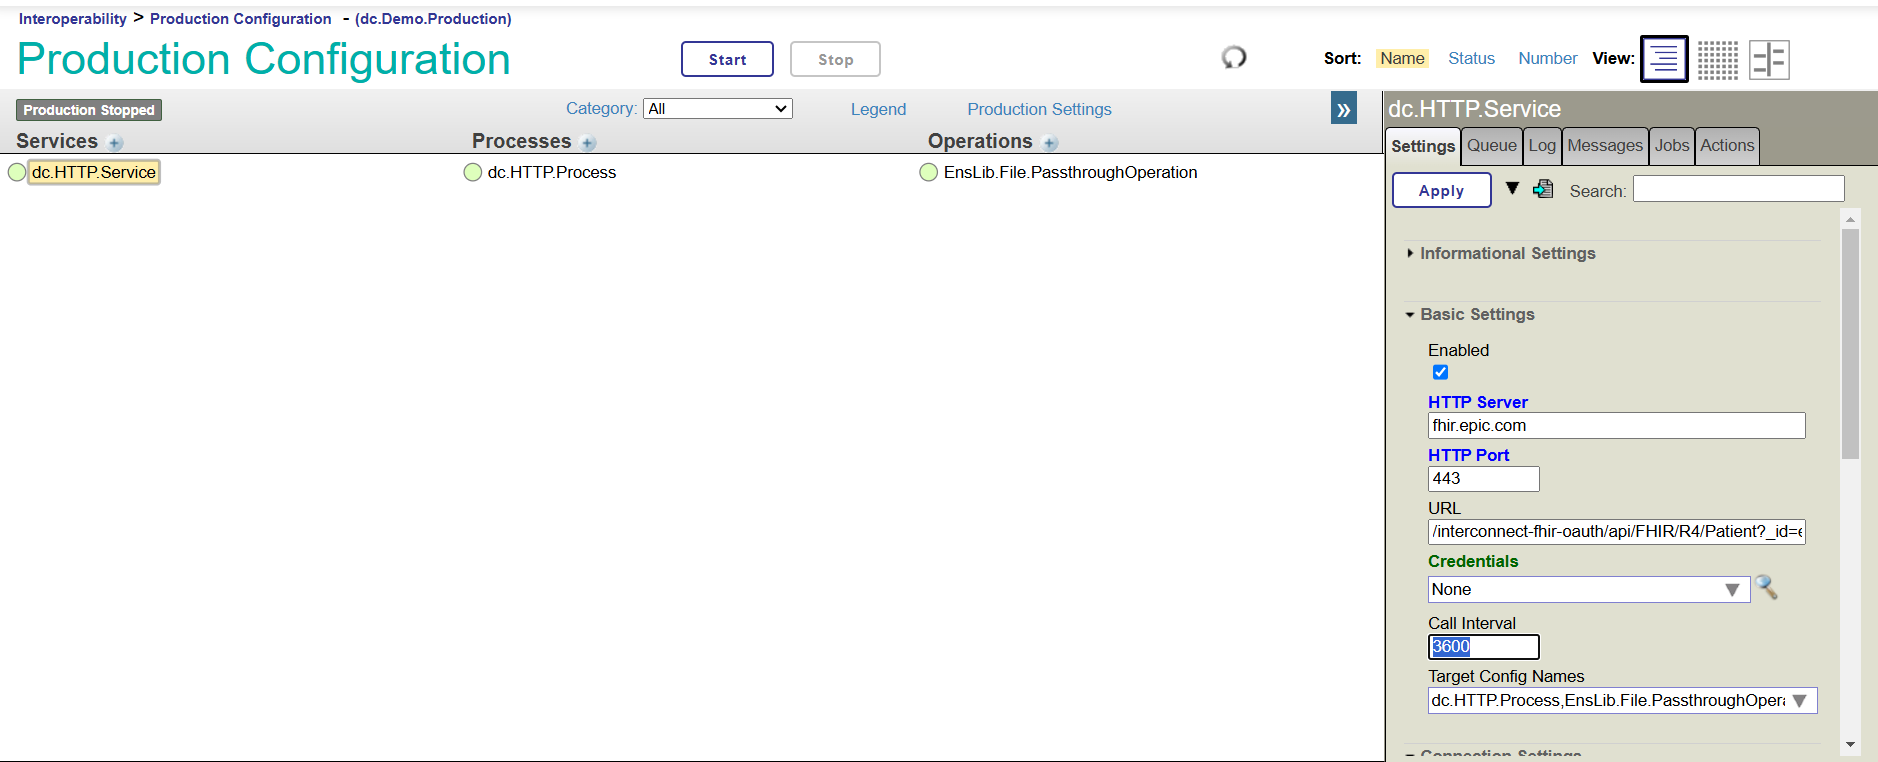 Interoperability > Production Configuration - (dc.Demo.Production)
Production Configuration
Start
Stop
Sort: Name Status Number View:
Production Stopped
Category: All
Legend
Production Settings
»
Services
Processes
Operations
dc.HTTP.Service
dc.HTTP.Process
EnsLib.File.PassthroughOperation
dc.HTTP.Service
Settings Queue Log Messages Jobs Actions
Apply
Search:
Informational Settings
Basic Settings
Enabled
HTTP Server
fhir.epic.com
HTTP Port
443
URL
/interconnect-fhir-oauth/api/FHIR/R4/Patient?_id=e
Credentials
None
Call Interval
3600
Target Config Names
dc.HTTP.Process,EnsLib.File.PassthroughOpera
Connection Settings